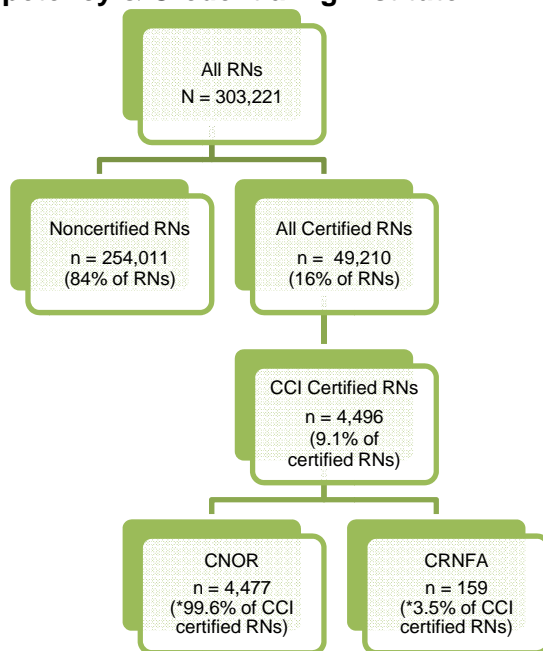 All RNs
N = 303,221
Noncertified RNs
n = 254,011
(84% of RNs)
All Certified RNs
n = 49,210
(16% of RNs)
CCI Certified RNs
n = 4,496
(9.1% of
certified RNs)
CNOR
n = 4,477
(*99.6% of CCI
certified RNs)
CRNFA
n = 159
(*3.5% of CCI
certified RNs)